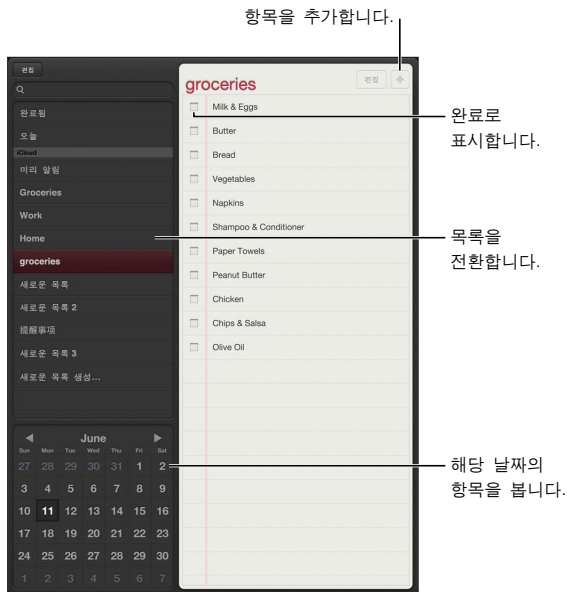 항목을 추가합니다.
편집
완료됨
오늘
iCloud
미리 알림
Groceries
Work
Home
groceries
새로운 목록
새로운 목록 2
提醒事项
새로운 목록 3
새로운 목록 생성...
June
Sun Mon Tue Wed Thu Fri Sat
27 28 29 30 31 1 2
3 4 5 6 7 8 9
10 11 12 13 14 15 16
17 18 19 20 21 22 23
24 25 26 27 28 29 30
1 2 3 4 5 6 7
groceries
편집
Milk & Eggs
Butter
Bread
Vegetables
Napkins
Shampoo & Conditioner
Paper Towels
Peanut Butter
Chicken
Chips & Salsa
Olive Oil
완료로
표시합니다.
목록을
전환합니다.
해당 날짜의
항목을 봅니다.